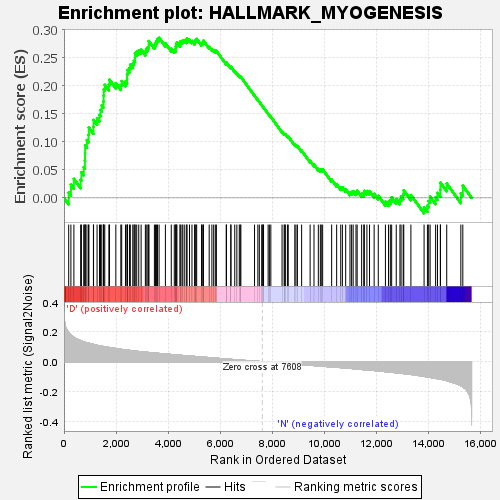 Enrichment plot: HALLMARK_MYOGENESIS
Enrichment score (ES)
0.30
0.25
0.20
0.15
0.10
0.05
0.00
'D' (positively correlated)
Ranked list metric (Signal2Noise)
0.4
0.2
0.0
-0.2
-0.4
Zero cross at 7608
'N' (negatively correlated)
0 2,000 4,000 6,000 8,000 10,000 12,000 14,000 16,000
Rank in Ordered Dataset
Enrichment profile Hits Ranking metric scores